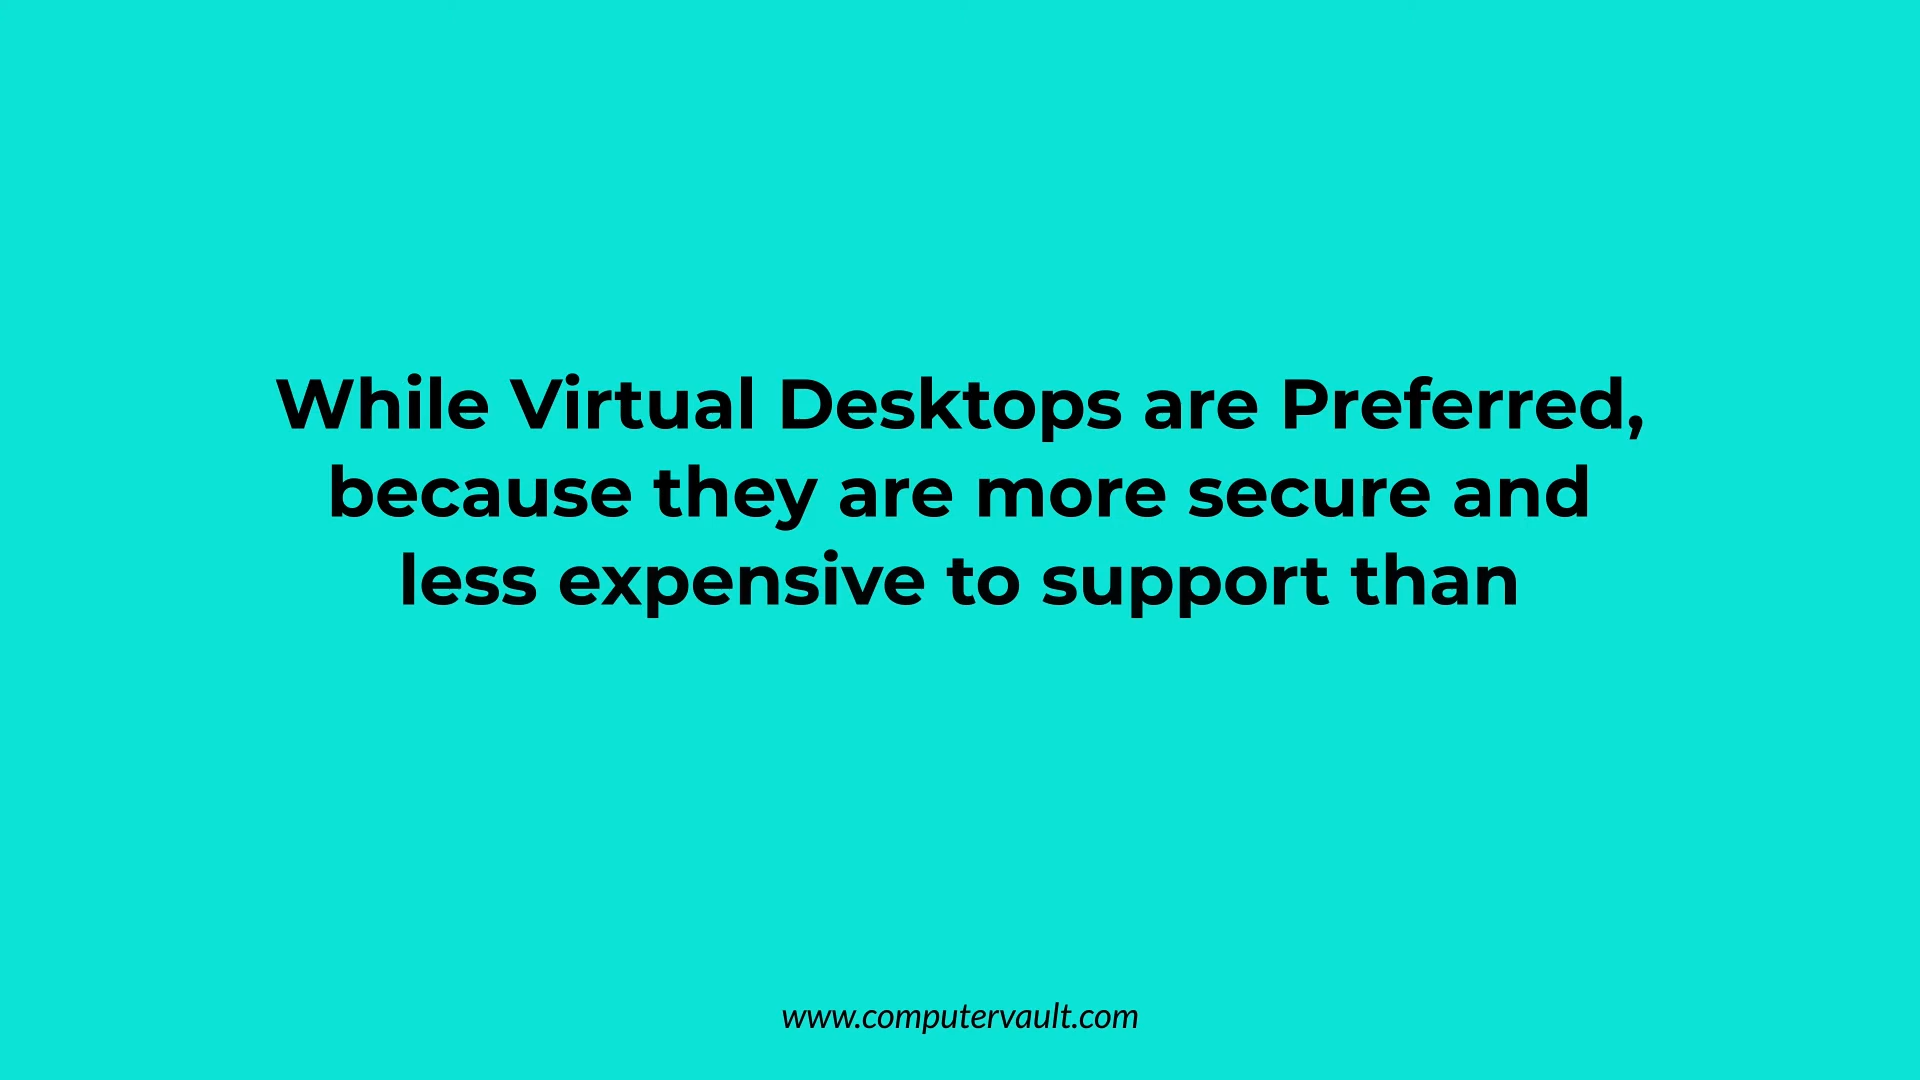 While Virtual Desktops are Preferred,
because they are more secure and
less expensive to support than
www.computervault.com